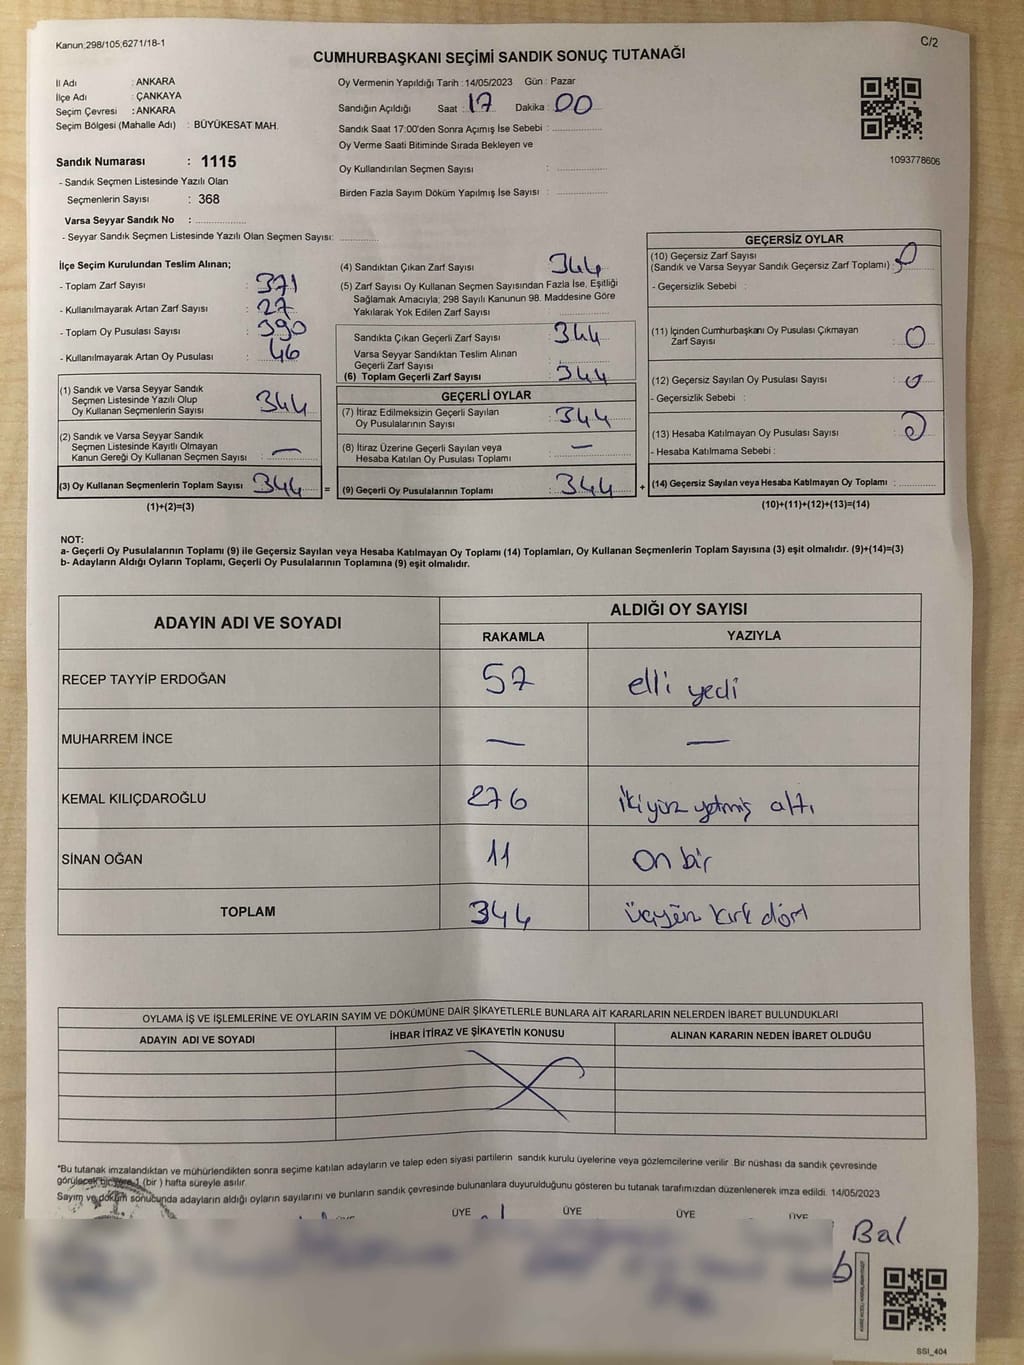 Kanun;298/105;6271/18-1
C/2
CUMHURBAŞKANI SEÇİMİ SANDIK SONUÇ TUTANAĞI
İl Adı : ANKARA
İlçe Adı : ÇANKAYA
Seçim Çevresi : ANKARA
Seçim Bölgesi (Mahalle Adı) : BÜYÜKESAT MAH.
Sandık Numarası : 1115
- Sandık Seçmen Listesinde Yazılı Olan
Seçmenlerin Sayısı : 368
Varsa Seyyar Sandık No :
- Seyyar Sandık Seçmen Listesinde Yazılı Olan Seçmen Sayısı:
Oy Vermenin Yapıldığı Tarih : 14/05/2023 Gün : Pazar
Sandığın Açıldığı Saat : 17 Dakika : 00
Sandık Saat 17:00'den Sonra Açımış İse Sebebi :
Oy Verme Saati Bitiminde Sırada Bekleyen ve
Oy Kullandırılan Seçmen Sayısı :
Birden Fazla Sayım Döküm Yapılmış İse Sayısı :
1093778606
İlçe Seçim Kurulundan Teslim Alınan;
- Toplam Zarf Sayısı : 371
- Kullanılmayarak Artan Zarf Sayısı : 27
- Toplam Oy Pusulası Sayısı : 390
- Kullanılmayarak Artan Oy Pusulası : 46
(1) Sandık ve Varsa Seyyar Sandık
Seçmen Listesinde Yazılı Olup
Oy Kullanan Seçmenlerin Sayısı : 344
(2) Sandık ve Varsa Seyyar Sandık
Seçmen Listesinde Kayıtlı Olmayan
Kanun Gereği Oy Kullanan Seçmen Sayısı : —
(3) Oy Kullanan Seçmenlerin Toplam Sayısı 344 =
(1)+(2)=(3)
(4) Sandıktan Çıkan Zarf Sayısı : 344
(5) Zarf Sayısı Oy Kullanan Seçmen Sayısından Fazla İse, Eşitliği
Sağlamak Amacıyla; 298 Sayılı Kanunun 98. Maddesine Göre
Yakılarak Yok Edilen Zarf Sayısı :
Sandıkta Çıkan Geçerli Zarf Sayısı : 344
Varsa Seyyar Sandıktan Teslim Alınan
Geçerli Zarf Sayısı :
(6) Toplam Geçerli Zarf Sayısı : 344
GEÇERLİ OYLAR
(7) İtiraz Edilmeksizin Geçerli Sayılan
Oy Pusulalarının Sayısı : 344
(8) İtiraz Üzerine Geçerli Sayılan veya
Hesaba Katılan Oy Pusulası Toplamı : —
(9) Geçerli Oy Pusulalarının Toplamı : 344 +
GEÇERSİZ OYLAR
(10) Geçersiz Zarf Sayısı
(Sandık ve Varsa Seyyar Sandık Geçersiz Zarf Toplamı) : 0
- Geçersizlik Sebebi :
(11) İçinden Cumhurbaşkanı Oy Pusulası Çıkmayan
Zarf Sayısı : 0
(12) Geçersiz Sayılan Oy Pusulası Sayısı : 0
- Geçersizlik Sebebi :
(13) Hesaba Katılmayan Oy Pusulası Sayısı : 0
- Hesaba Katılmama Sebebi :
(14) Geçersiz Sayılan veya Hesaba Katılmayan Oy Toplamı :
(10)+(11)+(12)+(13)=(14)
NOT:
a- Geçerli Oy Pusulalarının Toplamı (9) ile Geçersiz Sayılan veya Hesaba Katılmayan Oy Toplamı (14) Toplamları, Oy Kullanan Seçmenlerin Toplam Sayısına (3) eşit olmalıdır. (9)+(14)=(3)
b- Adayların Aldığı Oyların Toplamı, Geçerli Oy Pusulalarının Toplamına (9) eşit olmalıdır.
ADAYIN ADI VE SOYADI ALDIĞI OY SAYISI
RAKAMLA YAZIYLA
RECEP TAYYİP ERDOĞAN 57 elli yedi
MUHARREM İNCE — —
KEMAL KILIÇDAROĞLU 276 ikiyüz yetmiş altı
SİNAN OĞAN 11 on bir
TOPLAM 344 üçyüz kırk dört
OYLAMA İŞ VE İŞLEMLERİNE VE OYLARIN SAYIM VE DÖKÜMÜNE DAİR ŞİKAYETLERLE BUNLARA AİT KARARLARIN NELERDEN İBARET BULUNDUKLARI
ADAYIN ADI VE SOYADI İHBAR İTİRAZ VE ŞİKAYETİN KONUSU ALINAN KARARIN NEDEN İBARET OLDUĞU
*Bu tutanak imzalandıktan ve mühürlendikten sonra seçime katılan adayların ve talep eden siyasi partilerin sandık kurulu üyelerine veya gözlemcilerine verilir. Bir nüshası da sandık çevresinde
görülecek bir yere 1 (bir) hafta süreyle asılır.
Sayım ve döküm sonucunda adayların aldığı oyların sayılarını ve bunların sandık çevresinde bulunanlara duyurulduğunu gösteren bu tutanak tarafımızdan düzenlenerek imza edildi. 14/05/2023
ÜYE ÜYE ÜYE ÜYE ÜYE
Bal
b
SSI_404